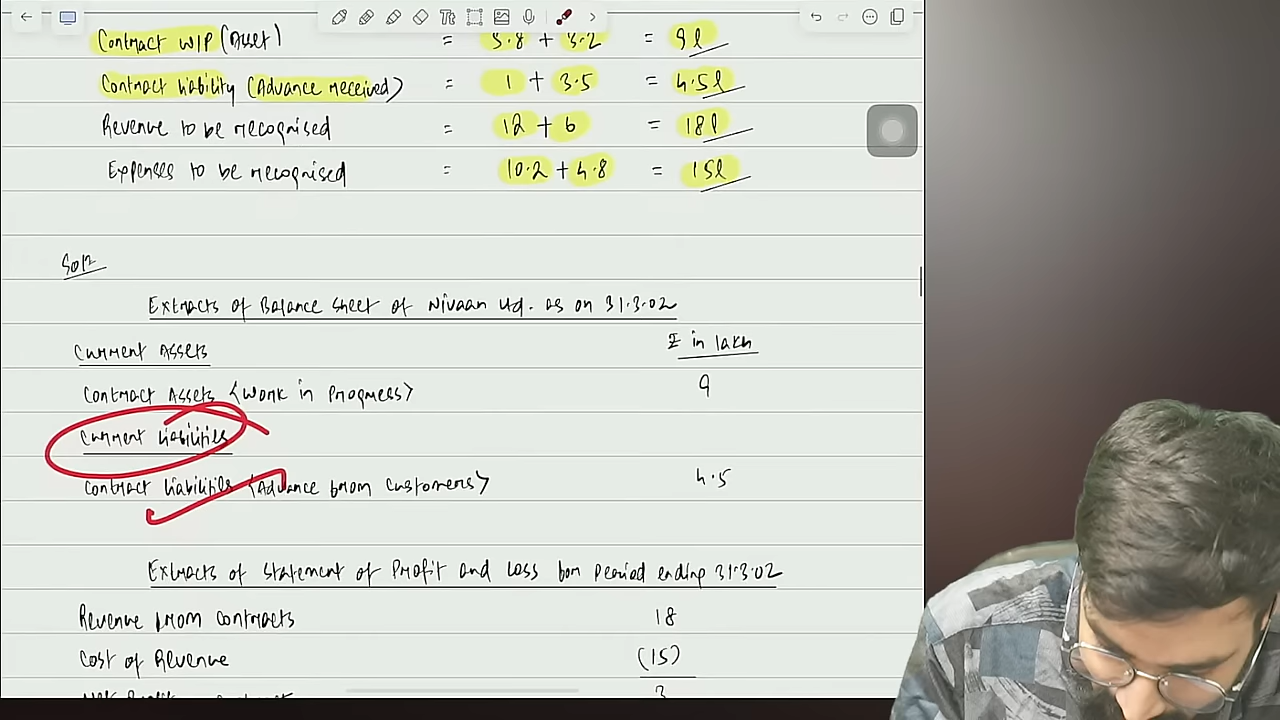 Tt
Contract WIP (Asset) = 5.8 + 3.2 = 9l
Contract liability (Advance received) = 1 + 3.5 = 4.5l
Revenue to be recognised = 12 + 6 = 18l
Expenses to be recognised = 10.2 + 4.8 = 15l
Soln
Extracts of Balance Sheet of Nivaan Ltd. as on 31.3.02
Current Assets ₹ in lakh
Contract Assets (Work in Progress) 9
Current liabilities
Contract liabilities (Advance from Customers) 4.5
Extracts of Statement of Profit and Loss for Period ending 31.3.02
Revenue from contracts 18
Cost of Revenue (15)
3